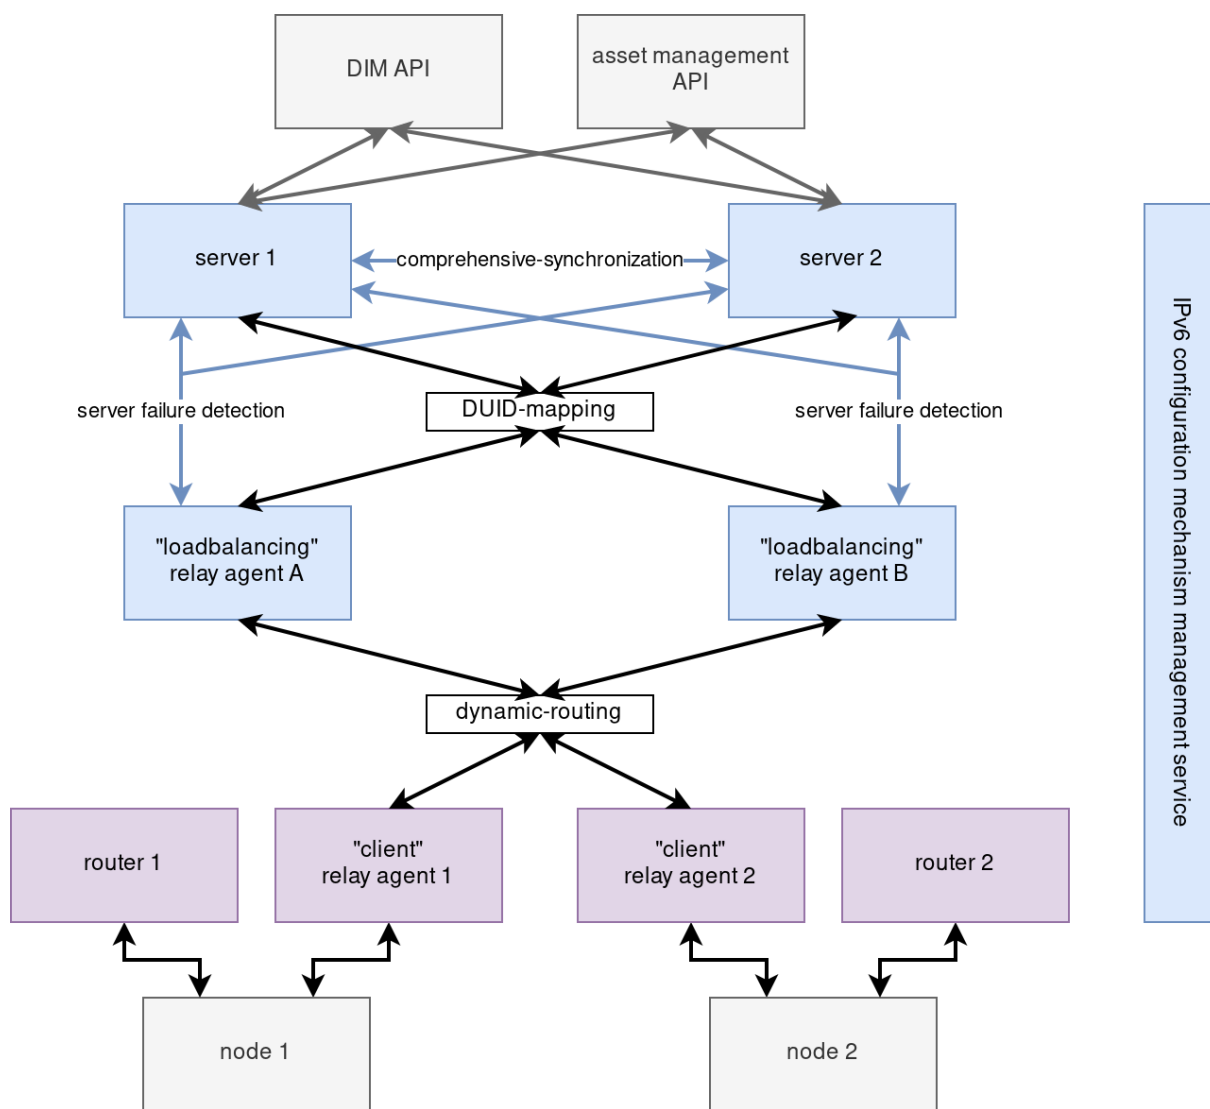 DIM API
asset management
API
server 1
comprehensive-synchronization
server 2
DUID-mapping
server failure detection
server failure detection
"loadbalancing"
relay agent A
"loadbalancing"
relay agent B
dynamic-routing
router 1
"client"
relay agent 1
"client"
relay agent 2
router 2
node 1
node 2
IPv6 configuration mechanism management service